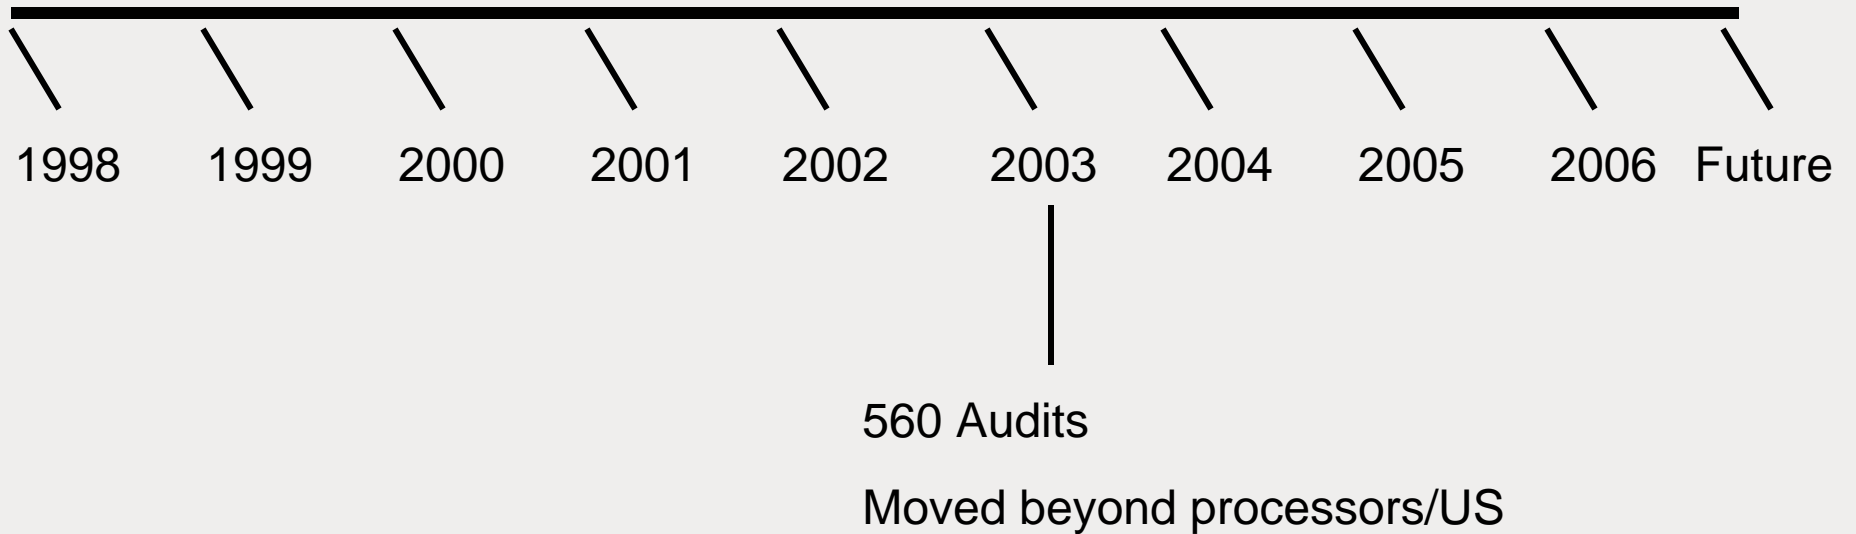 1998 1999 2000 2001 2002 2003 2004 2005 2006 Future
560 Audits
Moved beyond processors/US